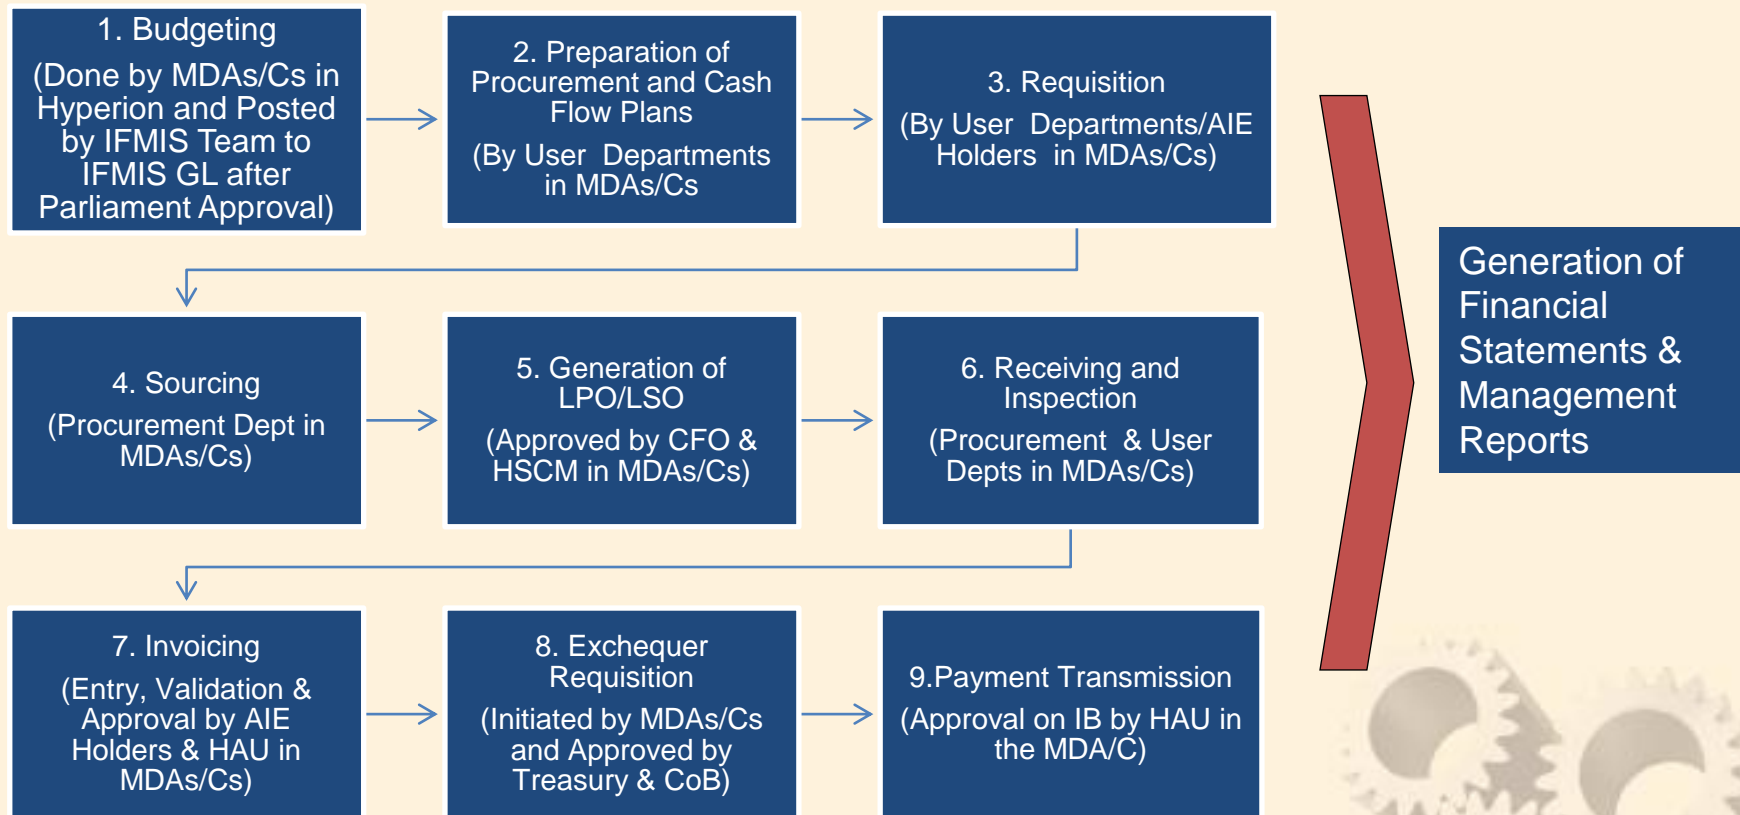 1. Budgeting
(Done by MDAs/Cs in
Hyperion and Posted
by IFMIS Team to
IFMIS GL after
Parliament Approval)
2. Preparation of
Procurement and Cash
Flow Plans
(By User Departments
in MDAs/Cs
3. Requisition
(By User Departments/AIE
Holders in MDAs/Cs)
4. Sourcing
(Procurement Dept in
MDAs/Cs)
5. Generation of
LPO/LSO
(Approved by CFO &
HSCM in MDAs/Cs)
6. Receiving and
Inspection
(Procurement & User
Depts in MDAs/Cs)
7. Invoicing
(Entry, Validation &
Approval by AIE
Holders & HAU in
MDAs/Cs)
8. Exchequer
Requisition
(Initiated by MDAs/Cs
and Approved by
Treasury & CoB)
9.Payment Transmission
(Approval on IB by HAU in
the MDA/C)
Generation of
Financial
Statements &
Management
Reports